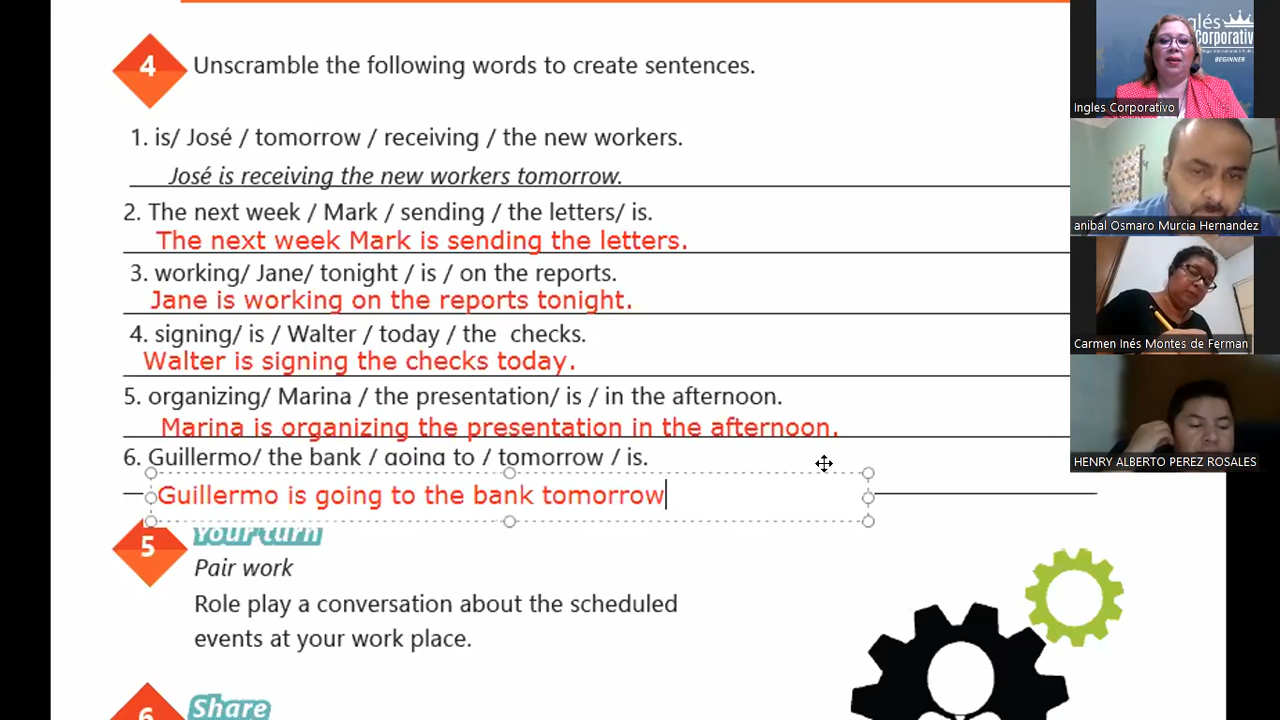 4
Unscramble the following words to create sentences.
1. is/ José / tomorrow / receiving / the new workers.
José is receiving the new workers tomorrow.
2. The next week / Mark / sending / the letters/ is.
The next week Mark is sending the letters.
3. working/ Jane/ tonight / is / on the reports.
Jane is working on the reports tonight.
4. signing/ is / Walter / today / the checks.
Walter is signing the checks today.
5. organizing/ Marina / the presentation/ is / in the afternoon.
Marina is organizing the presentation in the afternoon.
6. Guillermo/ the bank / going to / tomorrow / is.
Guillermo is going to the bank tomorrow
5
Your turn
Pair work
Role play a conversation about the scheduled
events at your work place.
6
Share
BEGINNER
Ingles Corporativo
anibal Osmaro Murcia Hernandez
Carmen Inés Montes de Ferman
HENRY ALBERTO PEREZ ROSALES